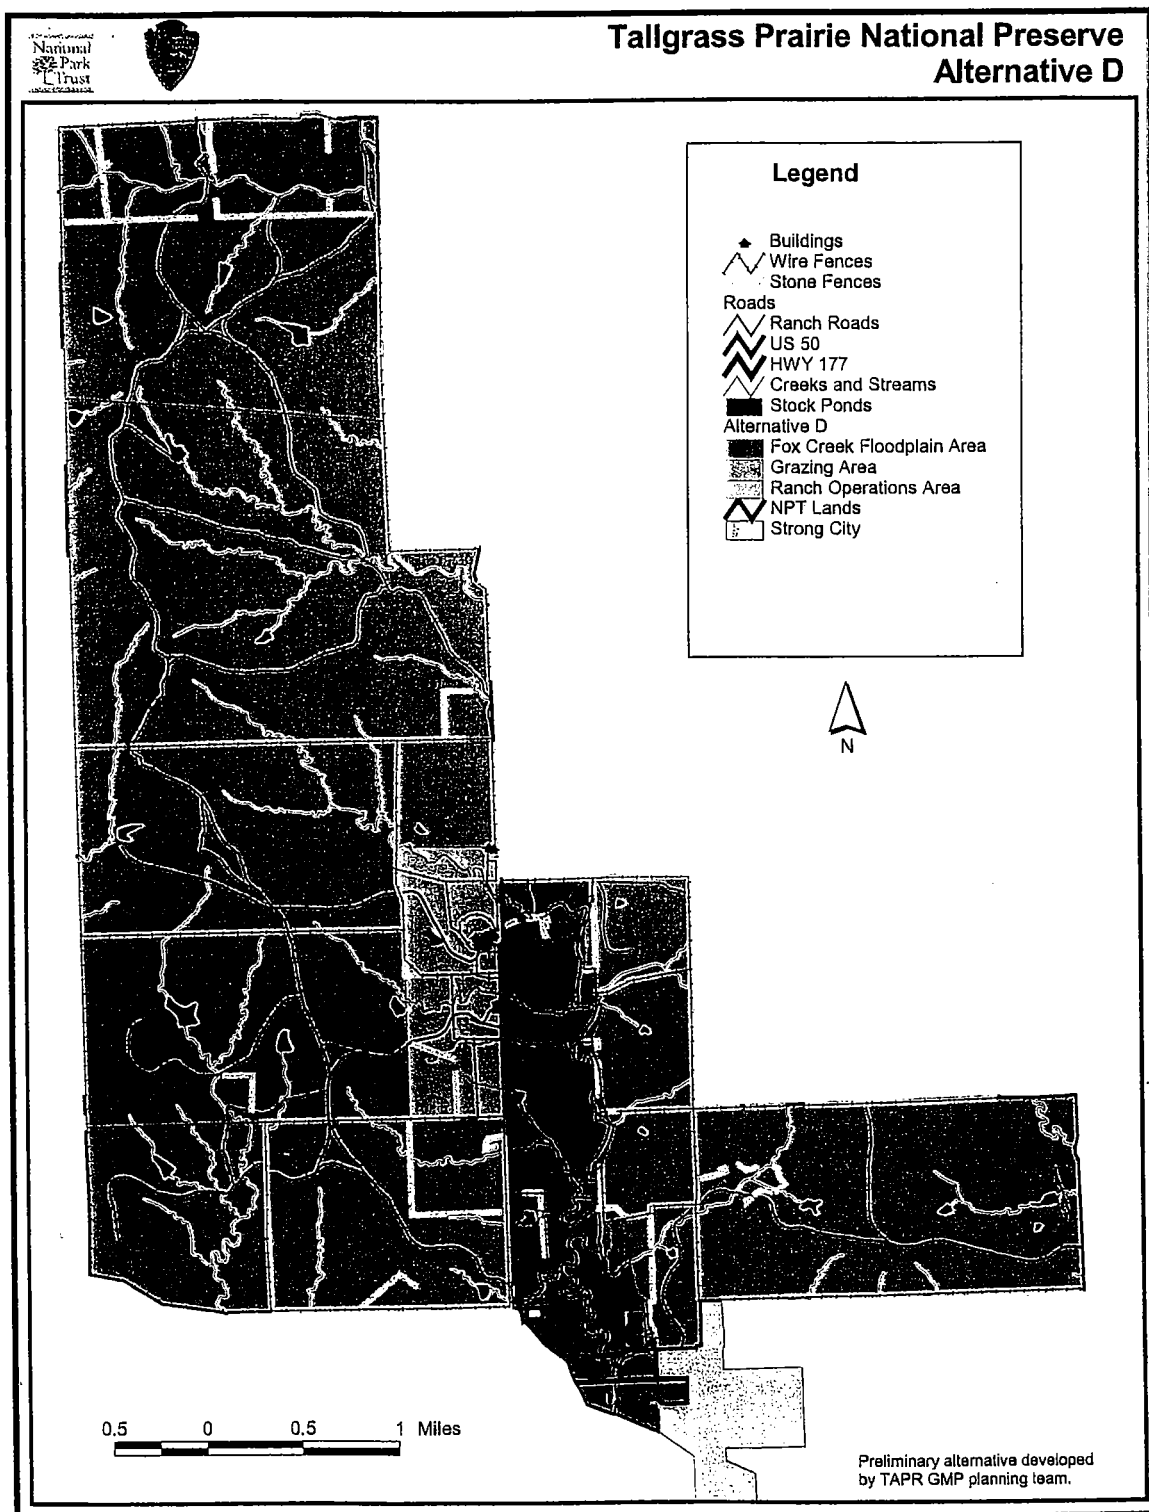 National
Park
Trust
Tallgrass Prairie National Preserve
Alternative D
Legend
Buildings
Wire Fences
Stone Fences
Roads
Ranch Roads
US 50
HWY 177
Creeks and Streams
Stock Ponds
Alternative D
Fox Creek Floodplain Area
Grazing Area
Ranch Operations Area
NPT Lands
Strong City
N
0.5 0 0.5 1 Miles
Preliminary alternative developed
by TAPR GMP planning team.